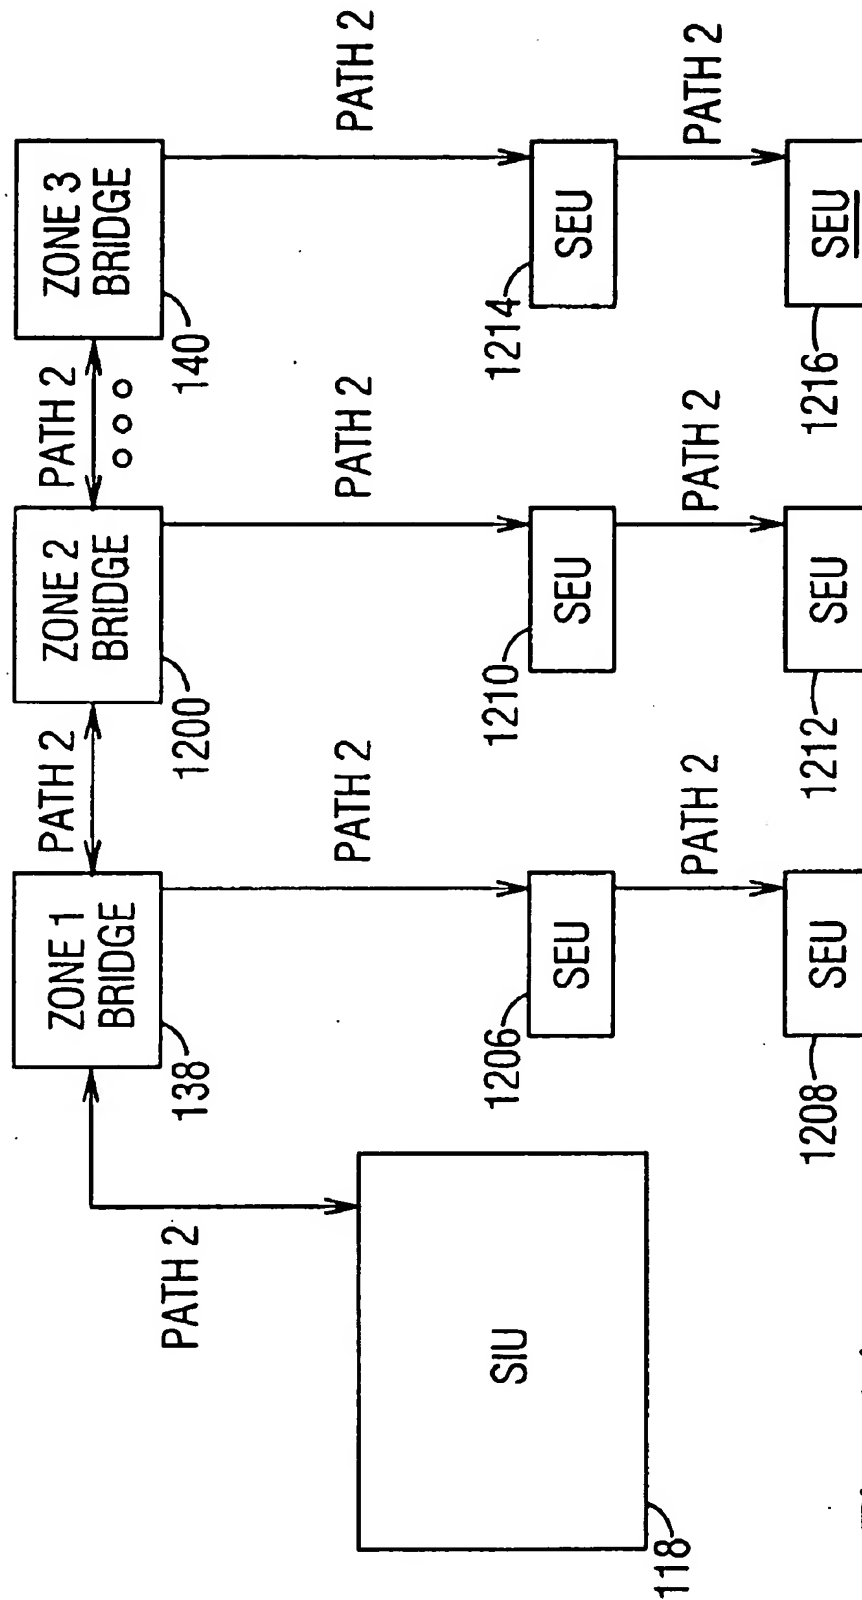 ZONE 1
BRIDGE
138
PATH 2
ZONE 2
BRIDGE
1200
PATH 2
ZONE 3
BRIDGE
140
PATH 2
PATH 2
PATH 2
PATH 2
SIU
118
SEU
1206
SEU
1210
SEU
1214
PATH 2
PATH 2
PATH 2
SEU
1208
SEU
1212
SEU
1216